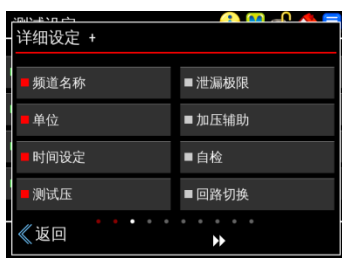 测试设定
详细设定 +
频道名称 泄漏极限
单位 加压辅助
时间设定 自检
测试压 回路切换
返回